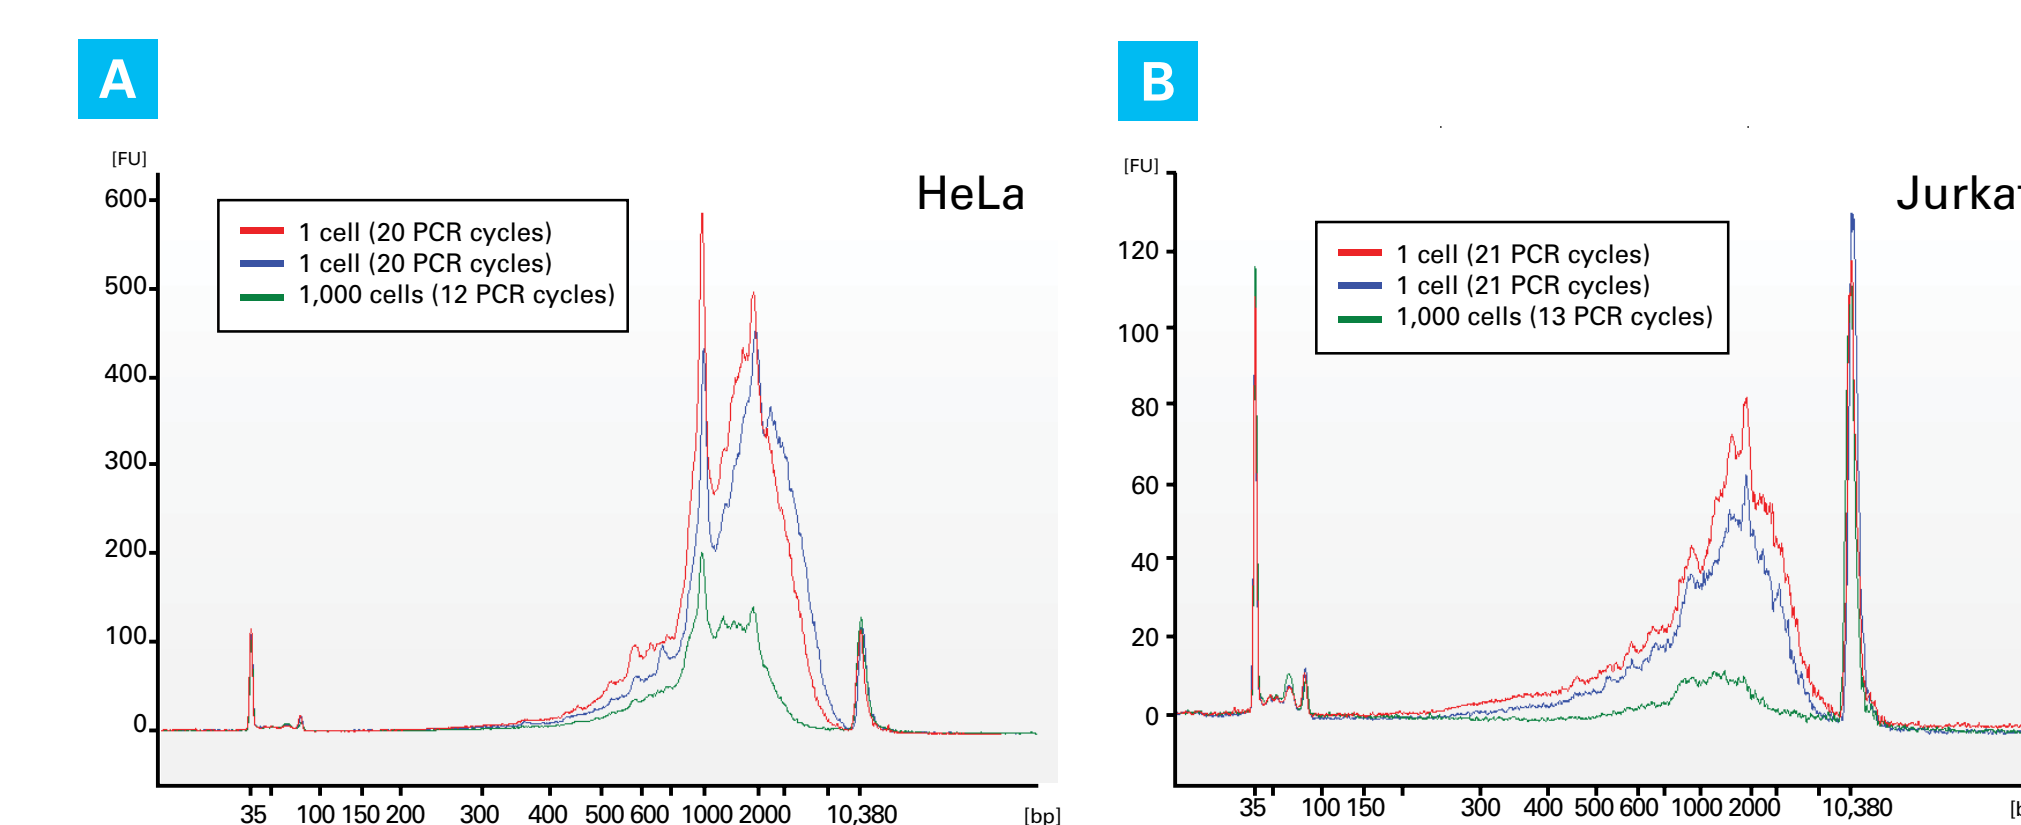 A
[FU]
600
500
400
300
200
100
0
HeLa
1 cell (20 PCR cycles)
1 cell (20 PCR cycles)
1,000 cells (12 PCR cycles)
35 100 150 200 300 400 500 600 1000 2000 10,380 [bp]
B
[FU]
120
100
80
60
40
20
0
Jurkat
1 cell (21 PCR cycles)
1 cell (21 PCR cycles)
1,000 cells (13 PCR cycles)
35 100 150 300 400 500 600 1000 2000 10,380